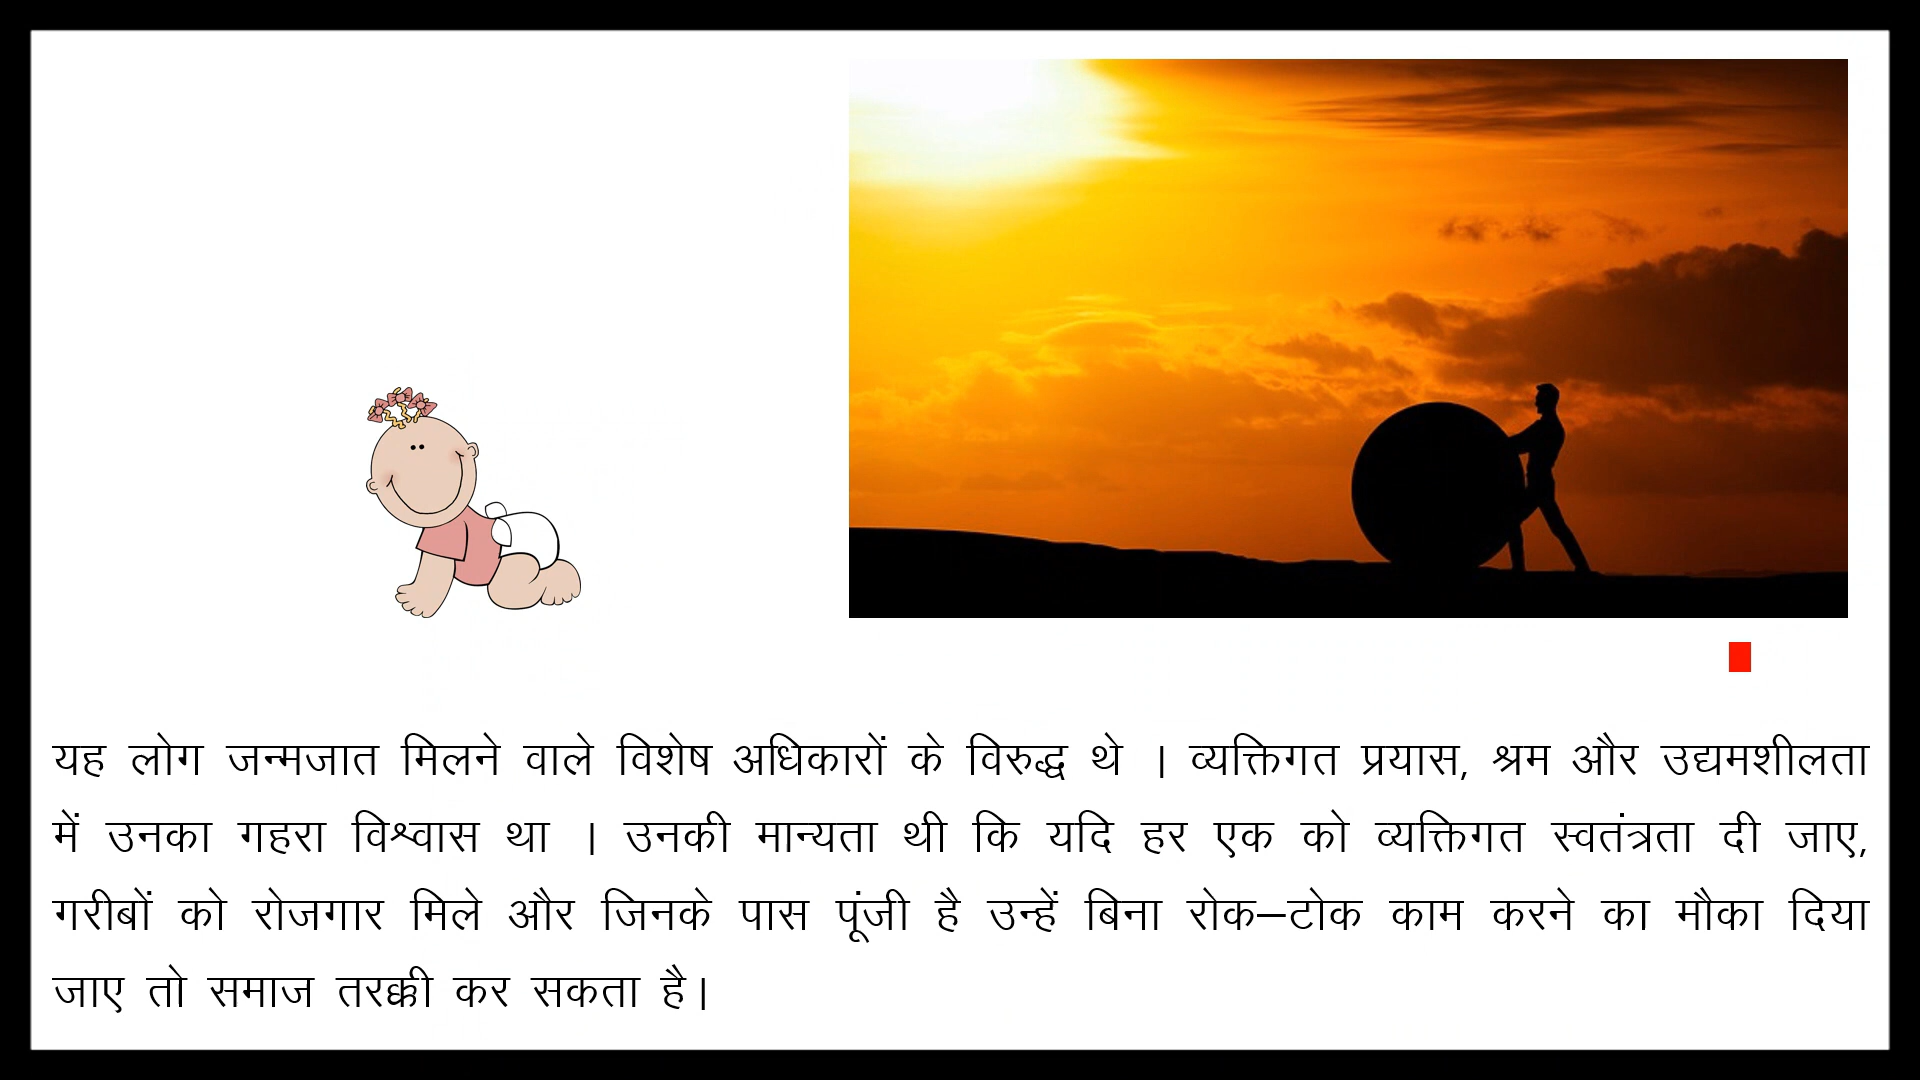 यह लोग जन्मजात मिलने वाले विशेष अधिकारों के विरुद्ध थे । व्यक्तिगत प्रयास, श्रम और उद्यमशीलता
में उनका गहरा विश्वास था । उनकी मान्यता थी कि यदि हर एक को व्यक्तिगत स्वतंत्रता दी जाए,
गरीबों को रोजगार मिले और जिनके पास पूंजी है उन्हें बिना रोक–टोक काम करने का मौका दिया
जाए तो समाज तरक्की कर सकता है।